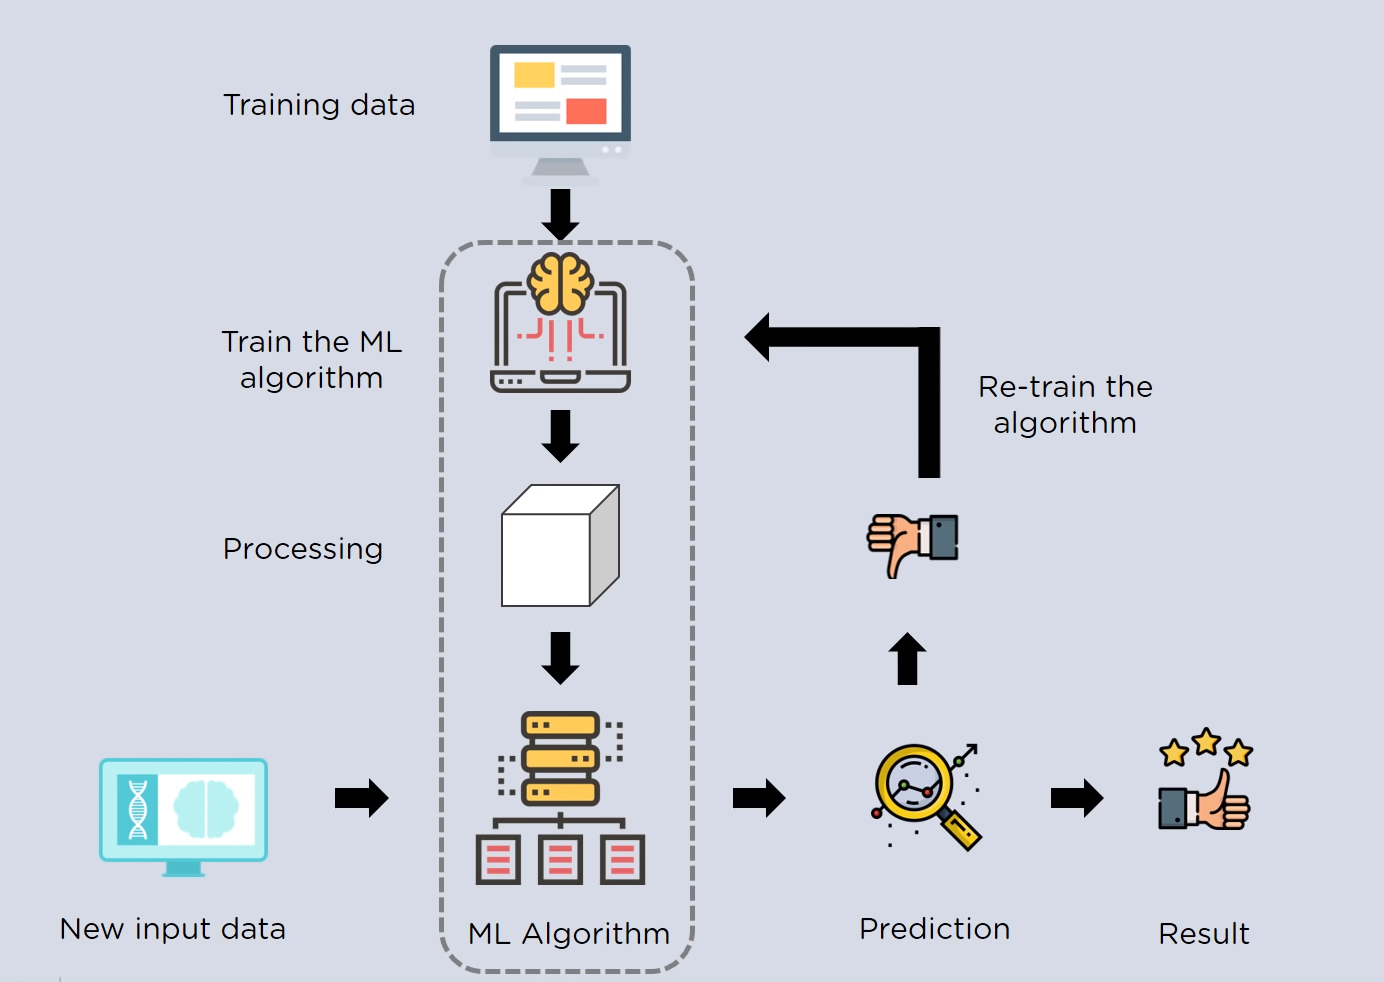 Training data
Train the ML
algorithm
Re-train the
algorithm
Processing
New input data
ML Algorithm
Prediction
Result